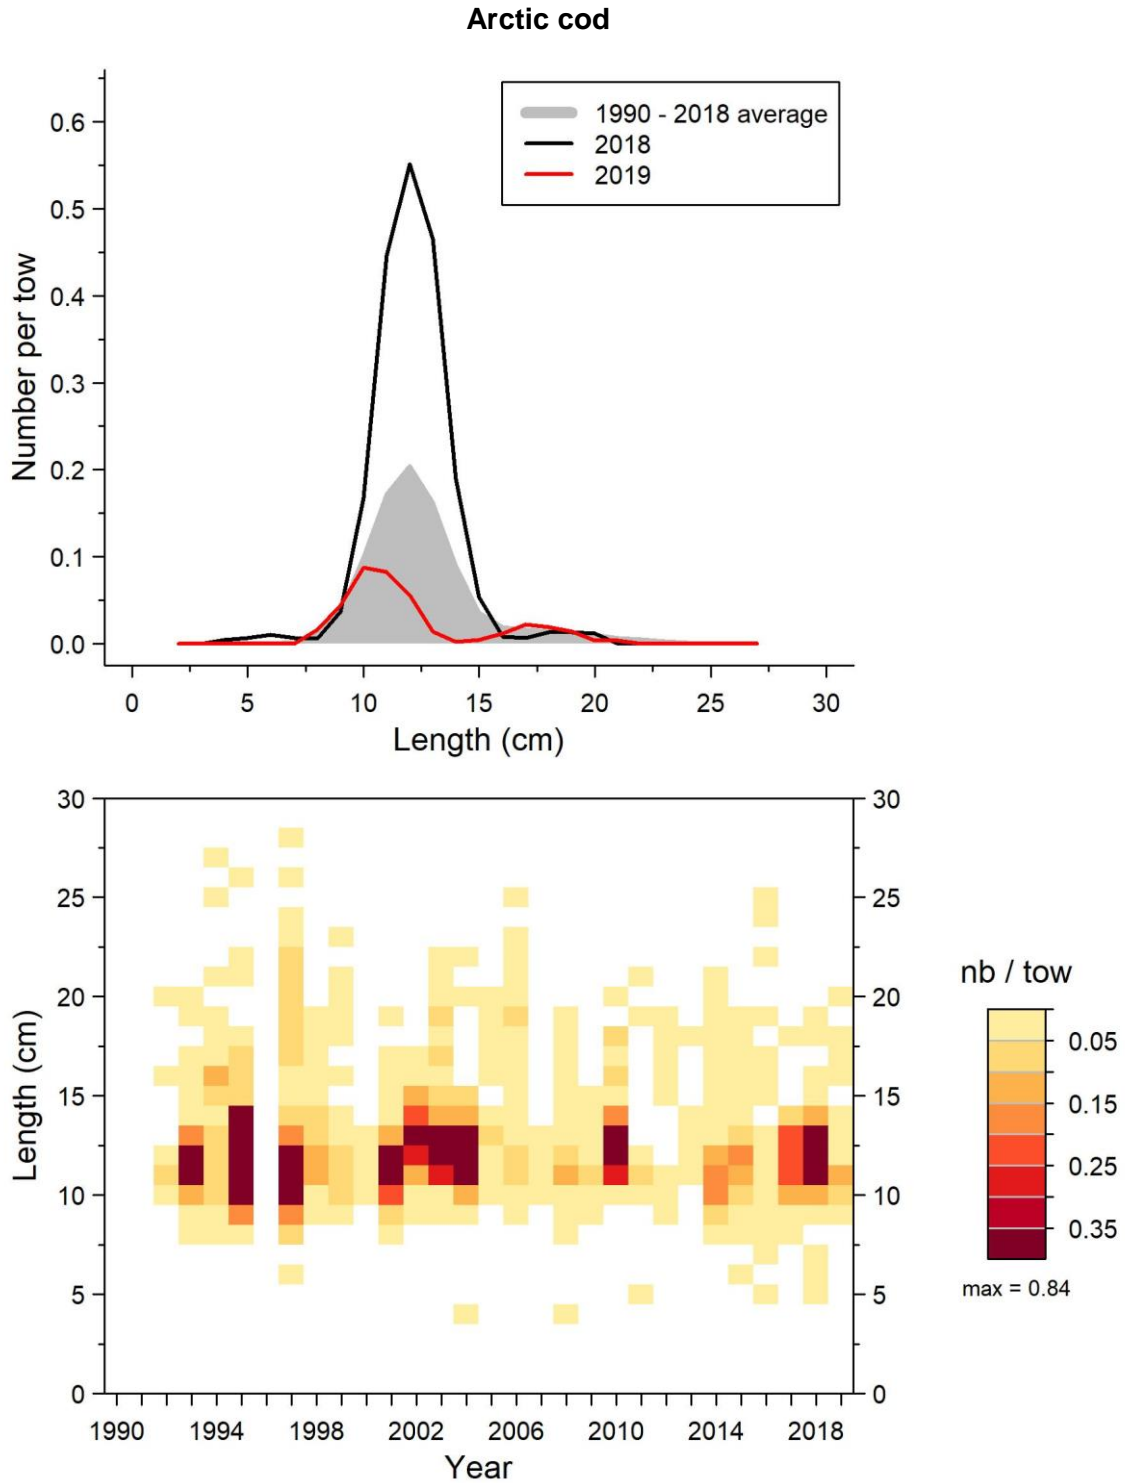 Arctic cod
1990 - 2018 average
2018
2019
Number per tow
0.6
0.5
0.4
0.3
0.2
0.1
0.0
0 5 10 15 20 25 30
Length (cm)
Length (cm)
30 30
25 25
20 20
15 15
10 10
5 5
0 0
1990 1994 1998 2002 2006 2010 2014 2018
Year
nb / tow
0.05
0.15
0.25
0.35
max = 0.84